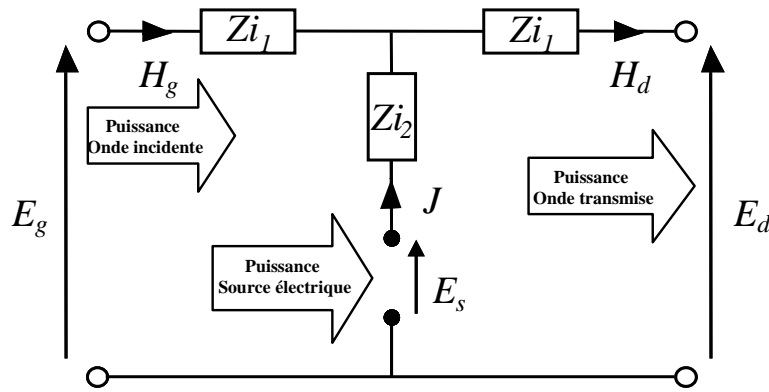 Zi1
Zi1
Hg
Hd
Puissance
Onde incidente
Zi2
Puissance
Onde transmise
Eg
J
Ed
Puissance
Source électrique
Es